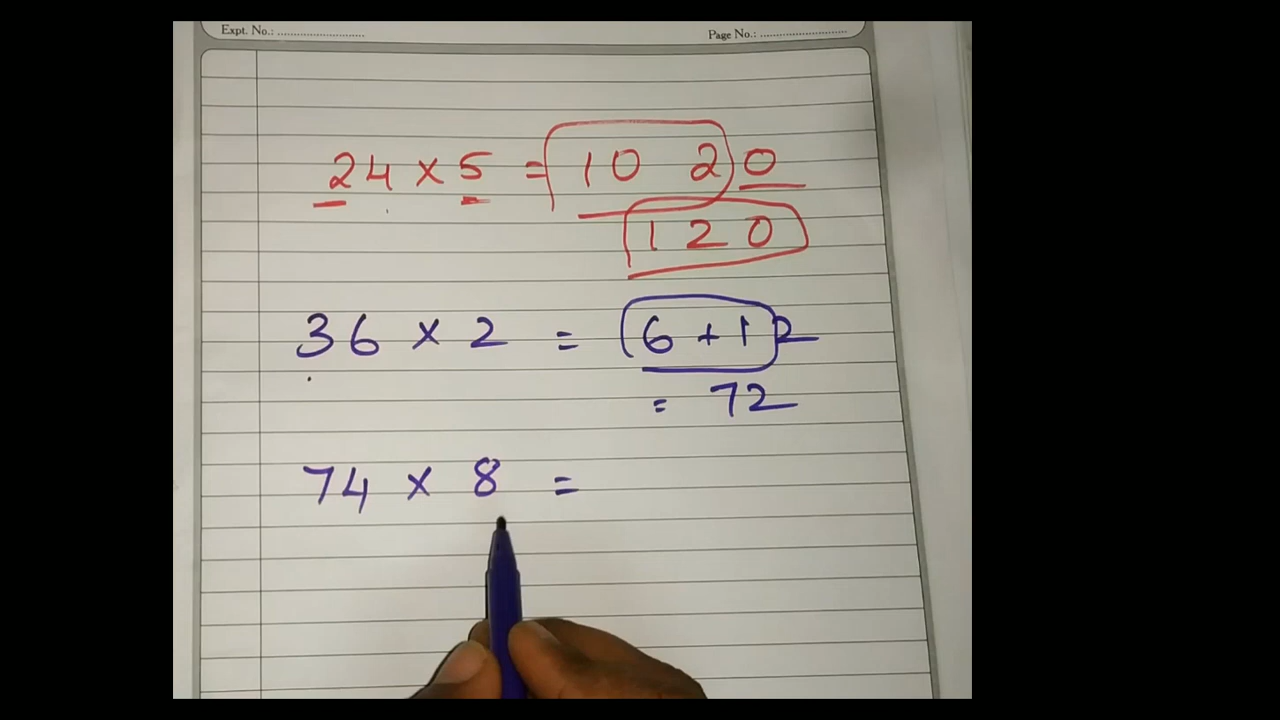 Expt. No.: ............................ Page No.: ............................
24 × 5 = 10 20
120
36 × 2 = 6 + 12
= 72
74 × 8 =